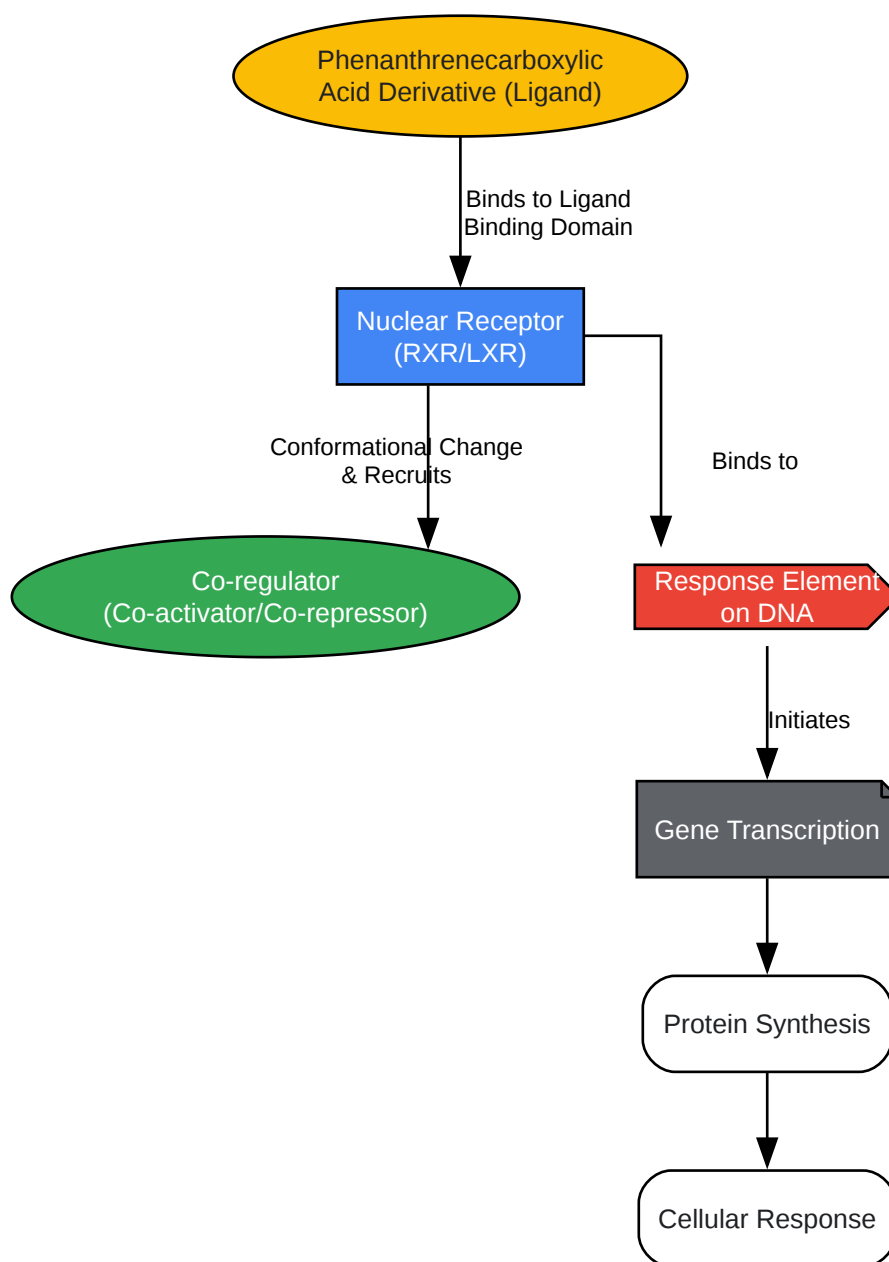 Phenanthrenecarboxylic
Acid Derivative (Ligand)
Binds to Ligand
Binding Domain
Nuclear Receptor
(RXR/LXR)
Conformational Change
& Recruits
Binds to
Co-regulator
(Co-activator/Co-repressor)
Response Element
on DNA
Initiates
Gene Transcription
Protein Synthesis
Cellular Response